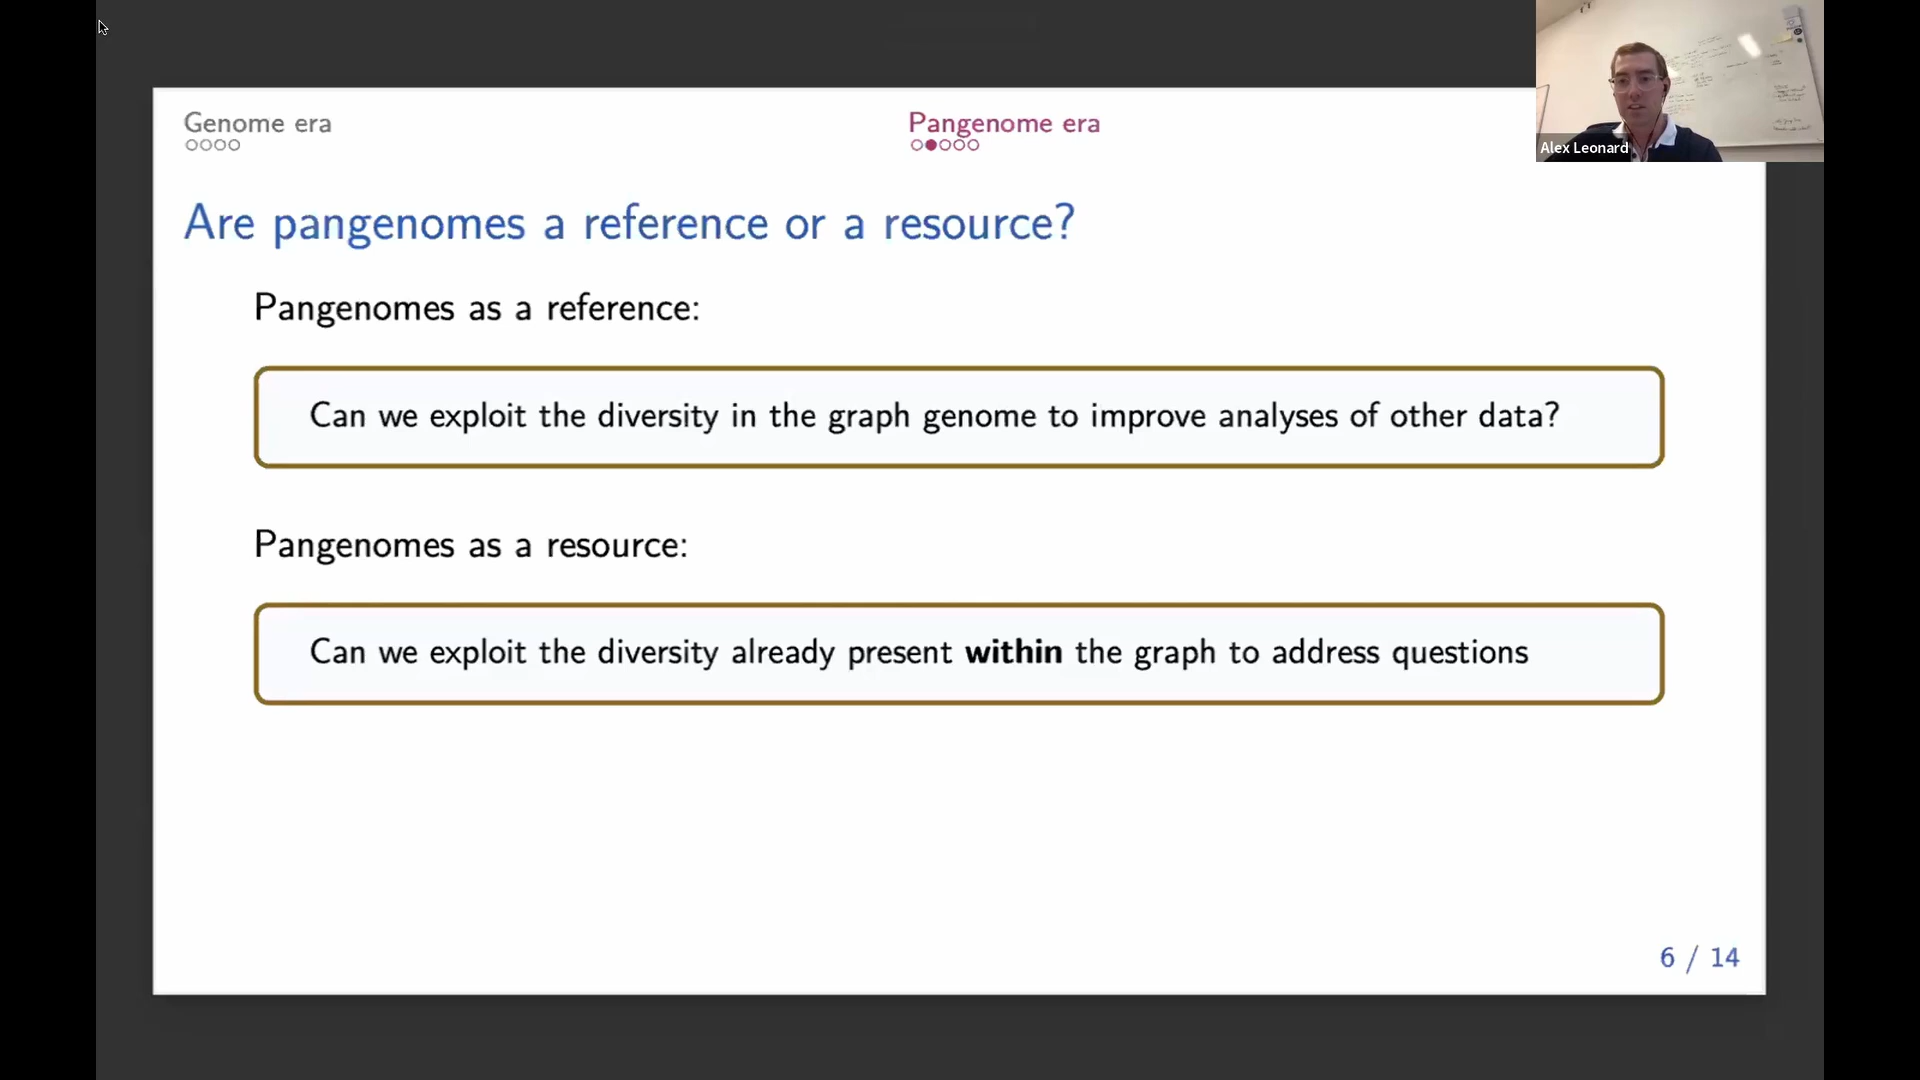 Genome era
Pangenome era
Alex Leonard
Are pangenomes a reference or a resource?
Pangenomes as a reference:
Can we exploit the diversity in the graph genome to improve analyses of other data?
Pangenomes as a resource:
Can we exploit the diversity already present within the graph to address questions
6 / 14